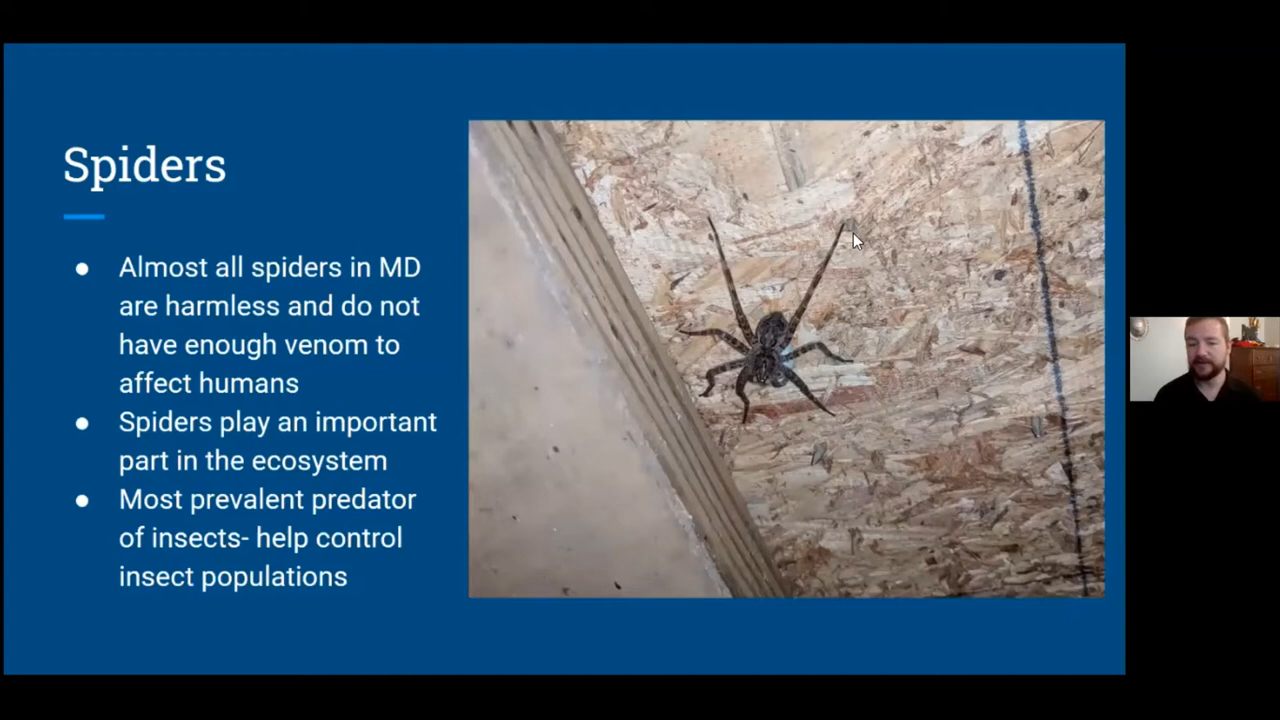 Spiders
● Almost all spiders in MD
are harmless and do not
have enough venom to
affect humans
● Spiders play an important
part in the ecosystem
● Most prevalent predator
of insects- help control
insect populations